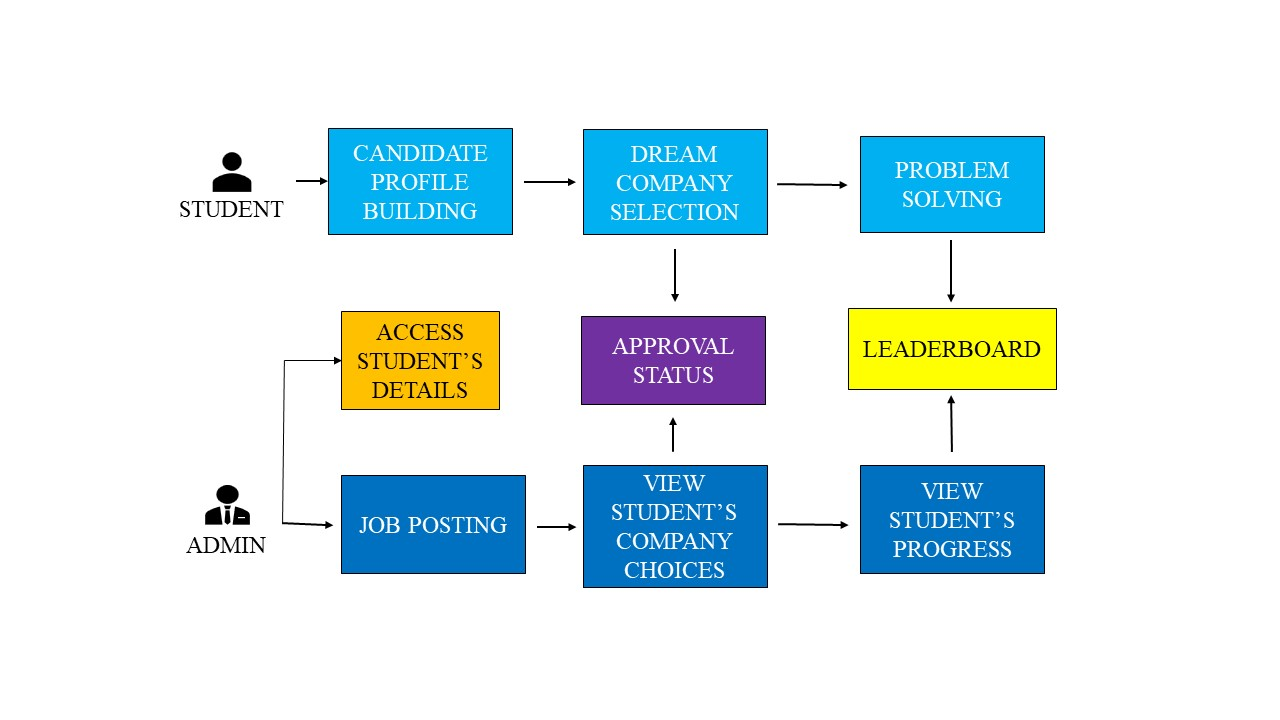 STUDENT
CANDIDATE
PROFILE
BUILDING
DREAM
COMPANY
SELECTION
PROBLEM
SOLVING
ACCESS
STUDENT’S
DETAILS
APPROVAL
STATUS
LEADERBOARD
ADMIN
JOB POSTING
VIEW
STUDENT’S
COMPANY
CHOICES
VIEW
STUDENT’S
PROGRESS